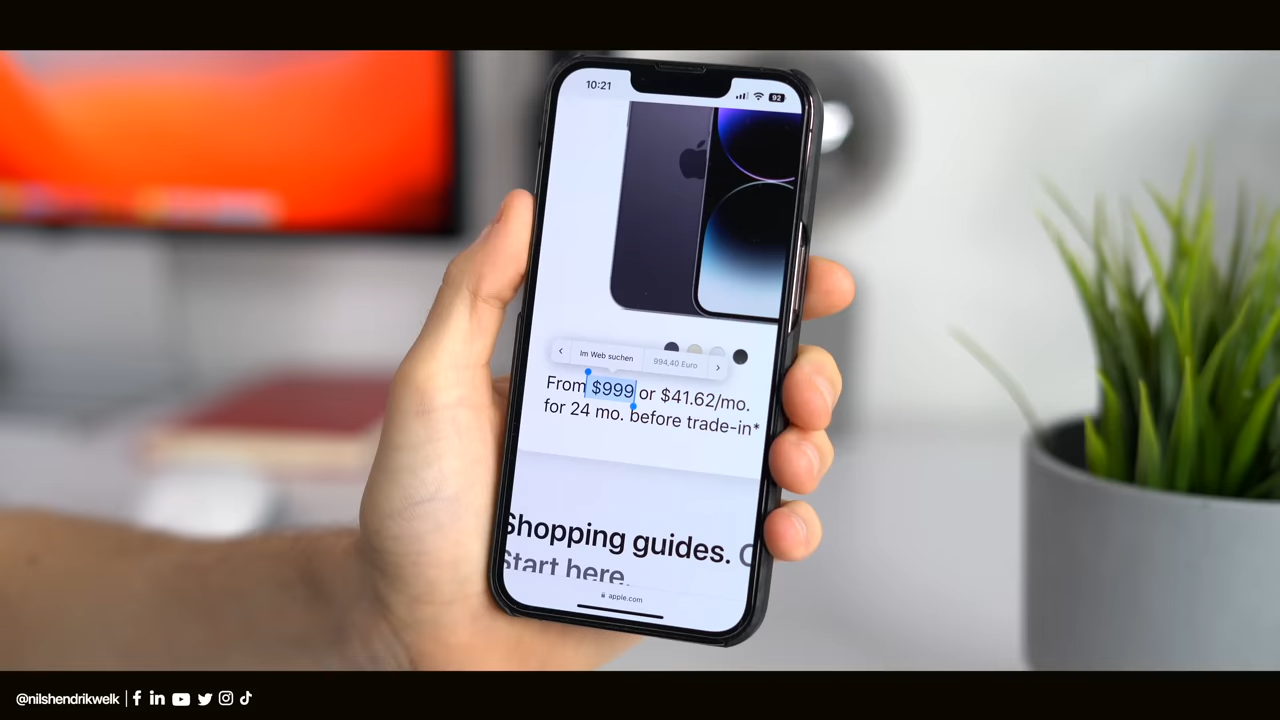 10:21
92
Im Web suchen
994,40 Euro
From $999 or $41.62/mo.
for 24 mo. before trade-in*
Shopping guides.
Start here.
apple.com
@nilshendrikwelk